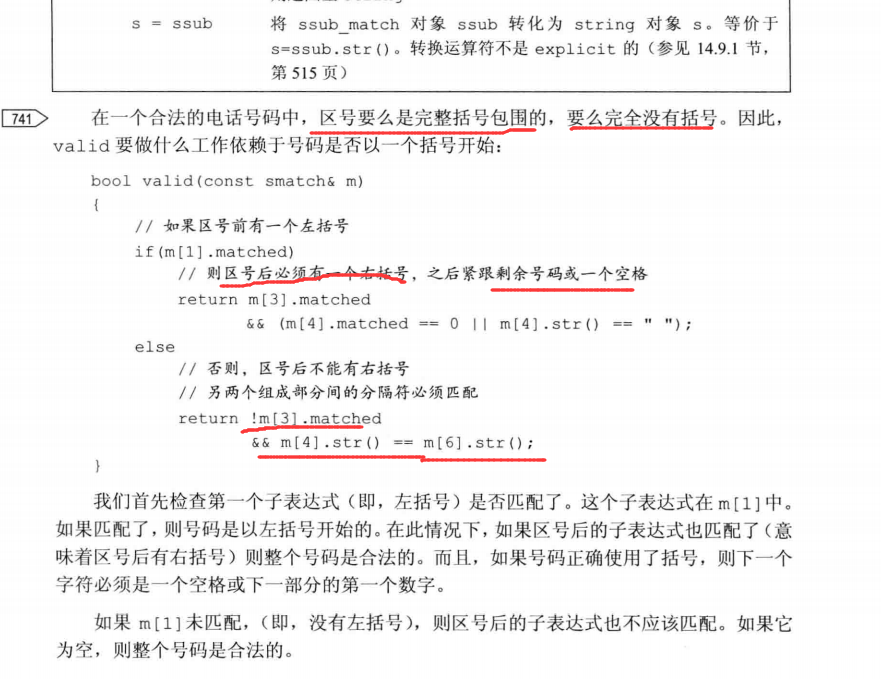 s = ssub 将 ssub_match 对象 ssub 转化为 string 对象 s。等价于
s=ssub.str()。转换运算符不是 explicit 的（参见 14.9.1 节，
第 515 页）
741 在一个合法的电话号码中，区号要么是完整括号包围的，要么完全没有括号。因此，
valid 要做什么工作依赖于号码是否以一个括号开始：
bool valid(const smatch& m)
{
// 如果区号前有一个左括号
if(m[1].matched)
// 则区号后必须有一个右括号，之后紧跟剩余号码或一个空格
return m[3].matched
&& (m[4].matched == 0 || m[4].str() == " ");
else
// 否则，区号后不能有右括号
// 另两个组成部分间的分隔符必须匹配
return !m[3].matched
&& m[4].str() == m[6].str();
}
我们首先检查第一个子表达式（即，左括号）是否匹配了。这个子表达式在 m[1]中。
如果匹配了，则号码是以左括号开始的。在此情况下，如果区号后的子表达式也匹配了（意
味着区号后有右括号）则整个号码是合法的。而且，如果号码正确使用了括号，则下一个
字符必须是一个空格或下一部分的第一个数字。
如果 m[1]未匹配，（即，没有左括号），则区号后的子表达式也不应该匹配。如果它
为空，则整个号码是合法的。